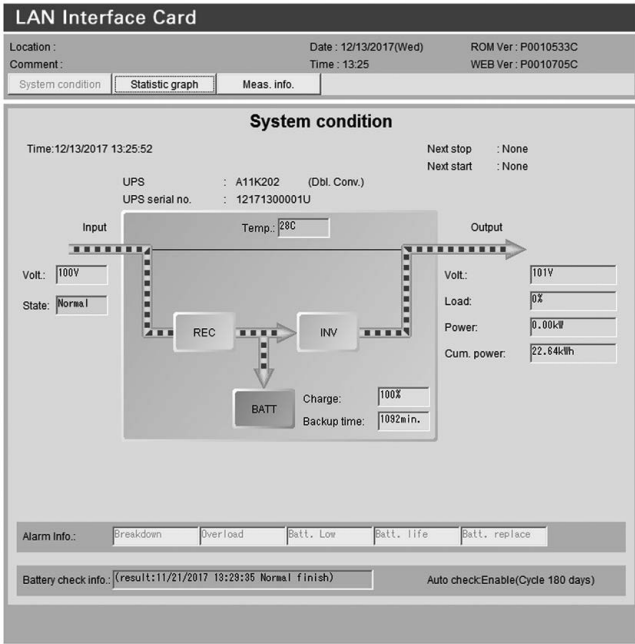 LAN Interface Card
Location :
Date : 12/13/2017(Wed)
ROM Ver : P0010533C
Comment :
Time : 13:25
WEB Ver : P0010705C
System condition
Statistic graph
Meas. info.
System condition
Time:12/13/2017 13:25:52
Next stop : None
Next start : None
UPS : A11K202 (Dbl. Conv.)
UPS serial no. : 12171300001U
Input
Temp.: 28C
Output
Volt.: 100V
Volt.: 101V
State: Normal
Load: 0%
REC
INV
Power: 0.00kW
Cum. power: 22.64kWh
BATT
Charge: 100%
Backup time: 1092min.
Alarm Info.: Breakdown Overload Batt. Low Batt. life Batt. replace
Battery check info.: (result:11/21/2017 13:29:35 Normal finish)
Auto check:Enable(Cycle 180 days)